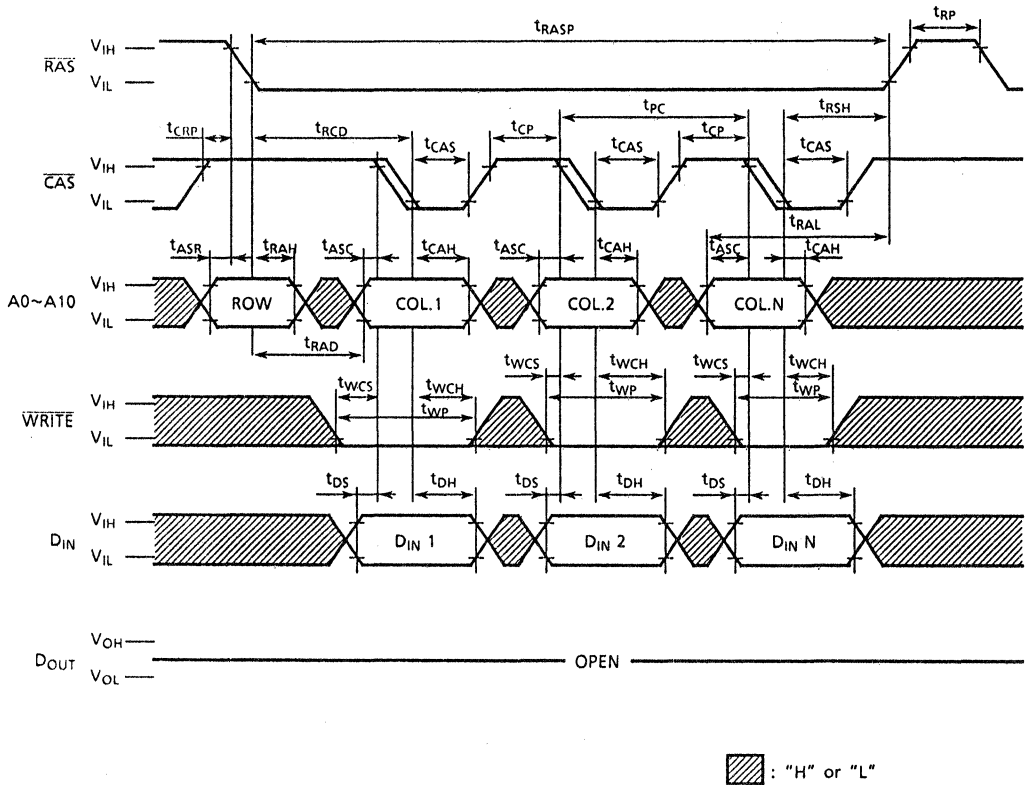 tRASP
tRP
RAS
VIH
VIL
tCRP
tRCD
tCP
tPC
tCP
tRSH
tCAS
tCAS
tCAS
CAS
VIH
VIL
tRAL
tASR
tRAH
tASC
tCAH
tASC
tCAH
tASC
tCAH
A0~A10
VIH
VIL
ROW
COL.1
COL.2
COL.N
tRAD
tWCS
tWCH
tWCS
tWCH
tWCS
tWCH
tWP
tWP
tWP
WRITE
VIH
VIL
tDS
tDH
tDS
tDH
tDS
tDH
DIN
VIH
VIL
DIN 1
DIN 2
DIN N
DOUT
VOH
VOL
OPEN
: "H" or "L"